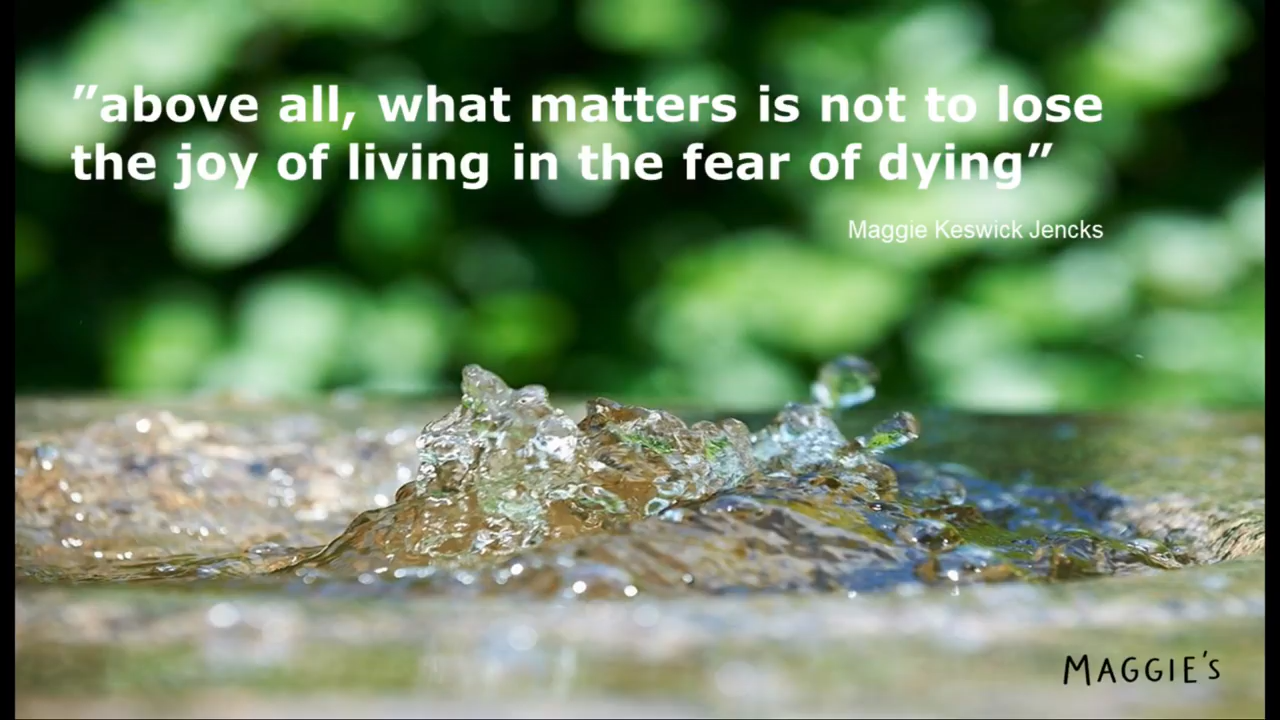 ”above all, what matters is not to lose
the joy of living in the fear of dying”
Maggie Keswick Jencks
MAGGIE's